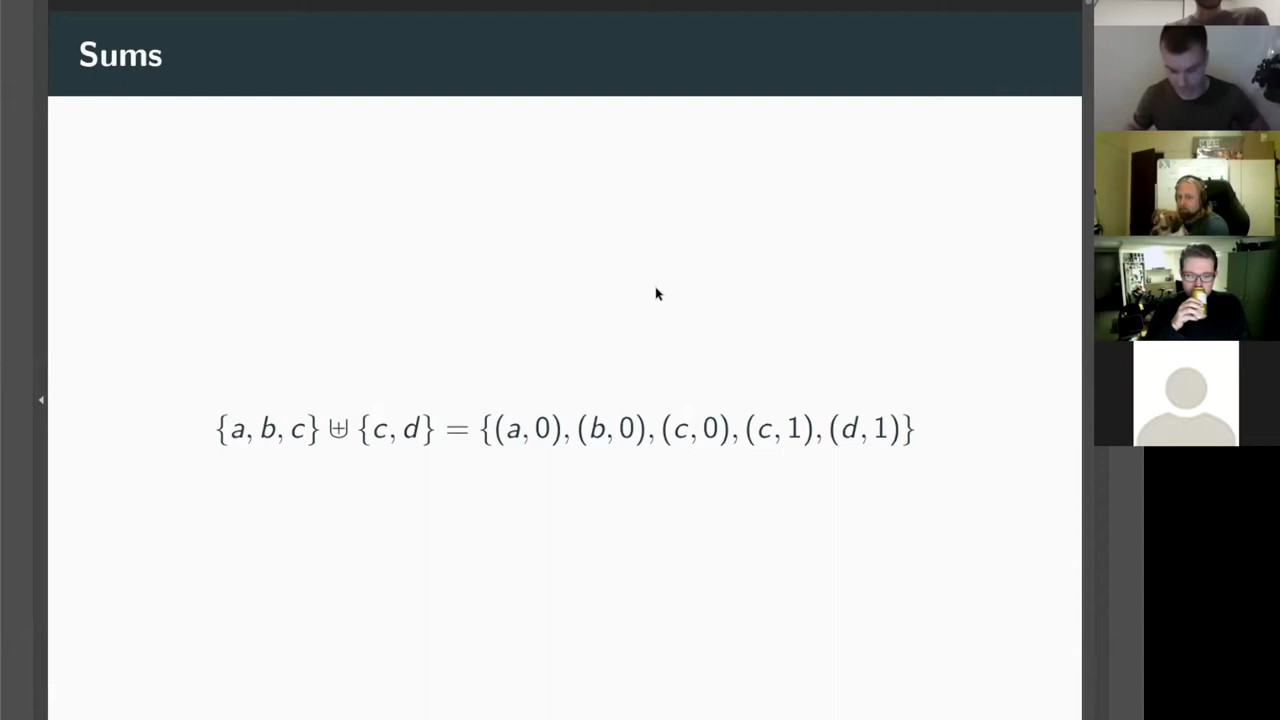 Sums
{a, b, c} ⊎ {c, d} = {(a, 0), (b, 0), (c, 0), (c, 1), (d, 1)}